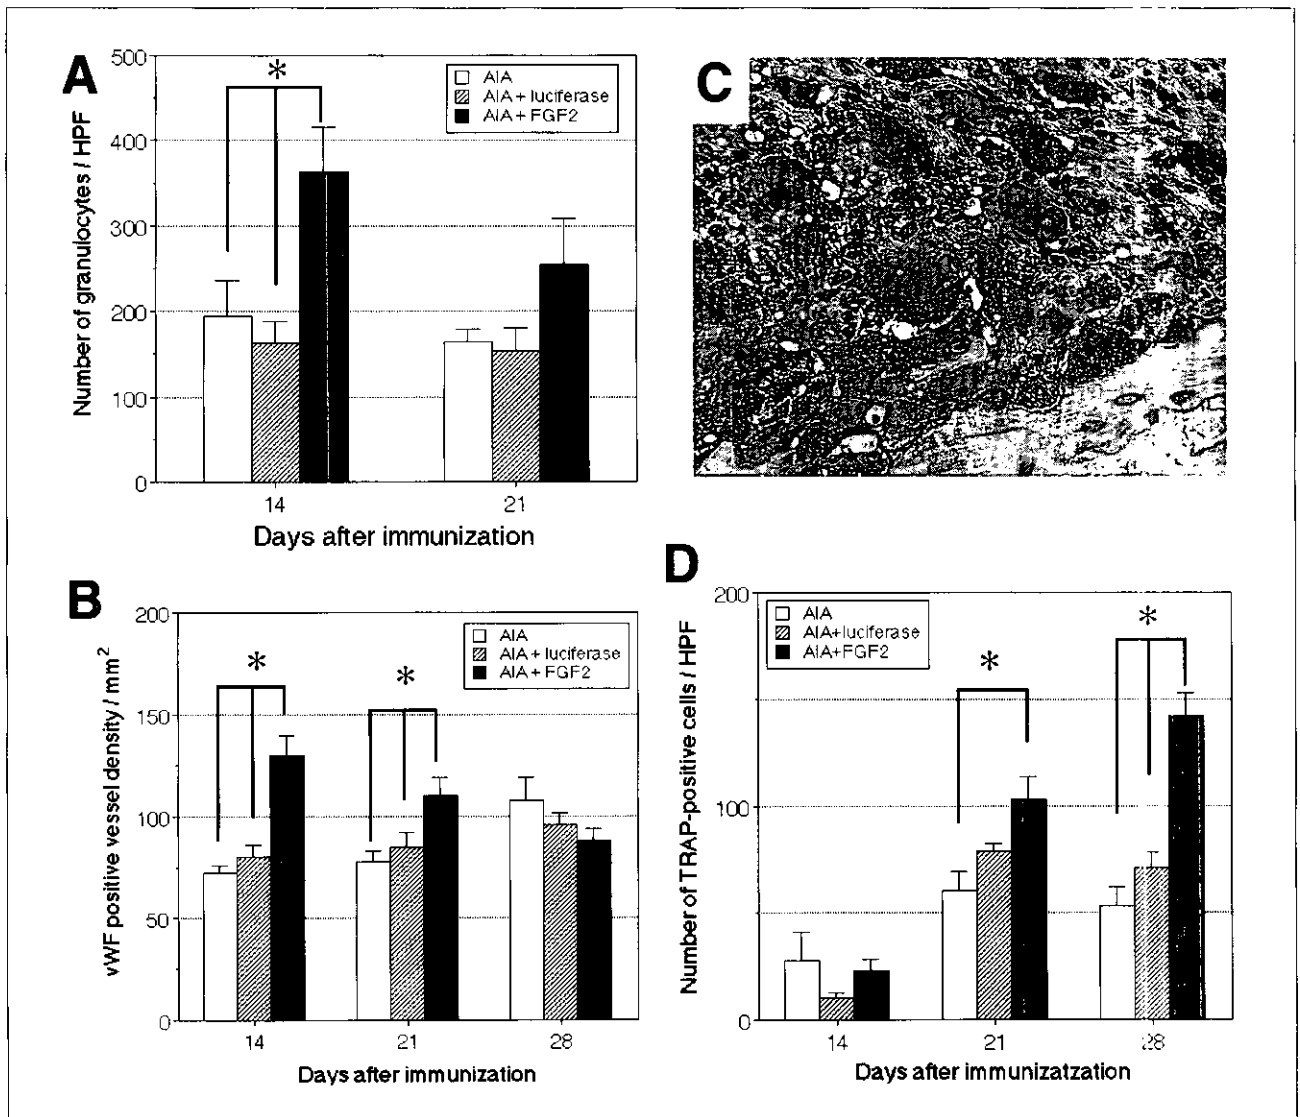 A
500
400
300
200
100
0
Number of granulocytes / HPF
*
AIA
AIA + luciferase
AIA + FGF2
14
21
Days after immunization
C
B
200
150
100
50
0
vWF positive vessel density / mm²
*
*
AIA
AIA + luciferase
AIA + FGF2
14
21
28
Days after immunization
D
200
100
0
Number of TRAP-positive cells / HPF
AIA
AIA+luciferase
AIA+FGF2
*
*
14
21
28
Days after immunizatzation